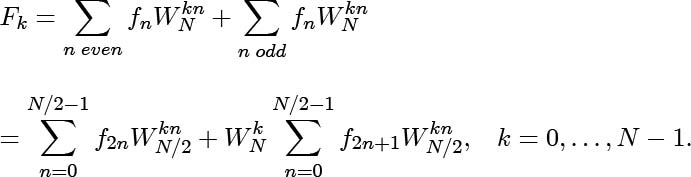 $F_k = \sum_{n\ even} f_n W_N^{kn} + \sum_{n\ odd} f_n W_N^{kn}$
$= \sum_{n=0}^{N/2-1} f_{2n} W_{N/2}^{kn} + W_N^k \sum_{n=0}^{N/2-1} f_{2n+1} W_{N/2}^{kn}, \quad k = 0, \ldots, N-1.$